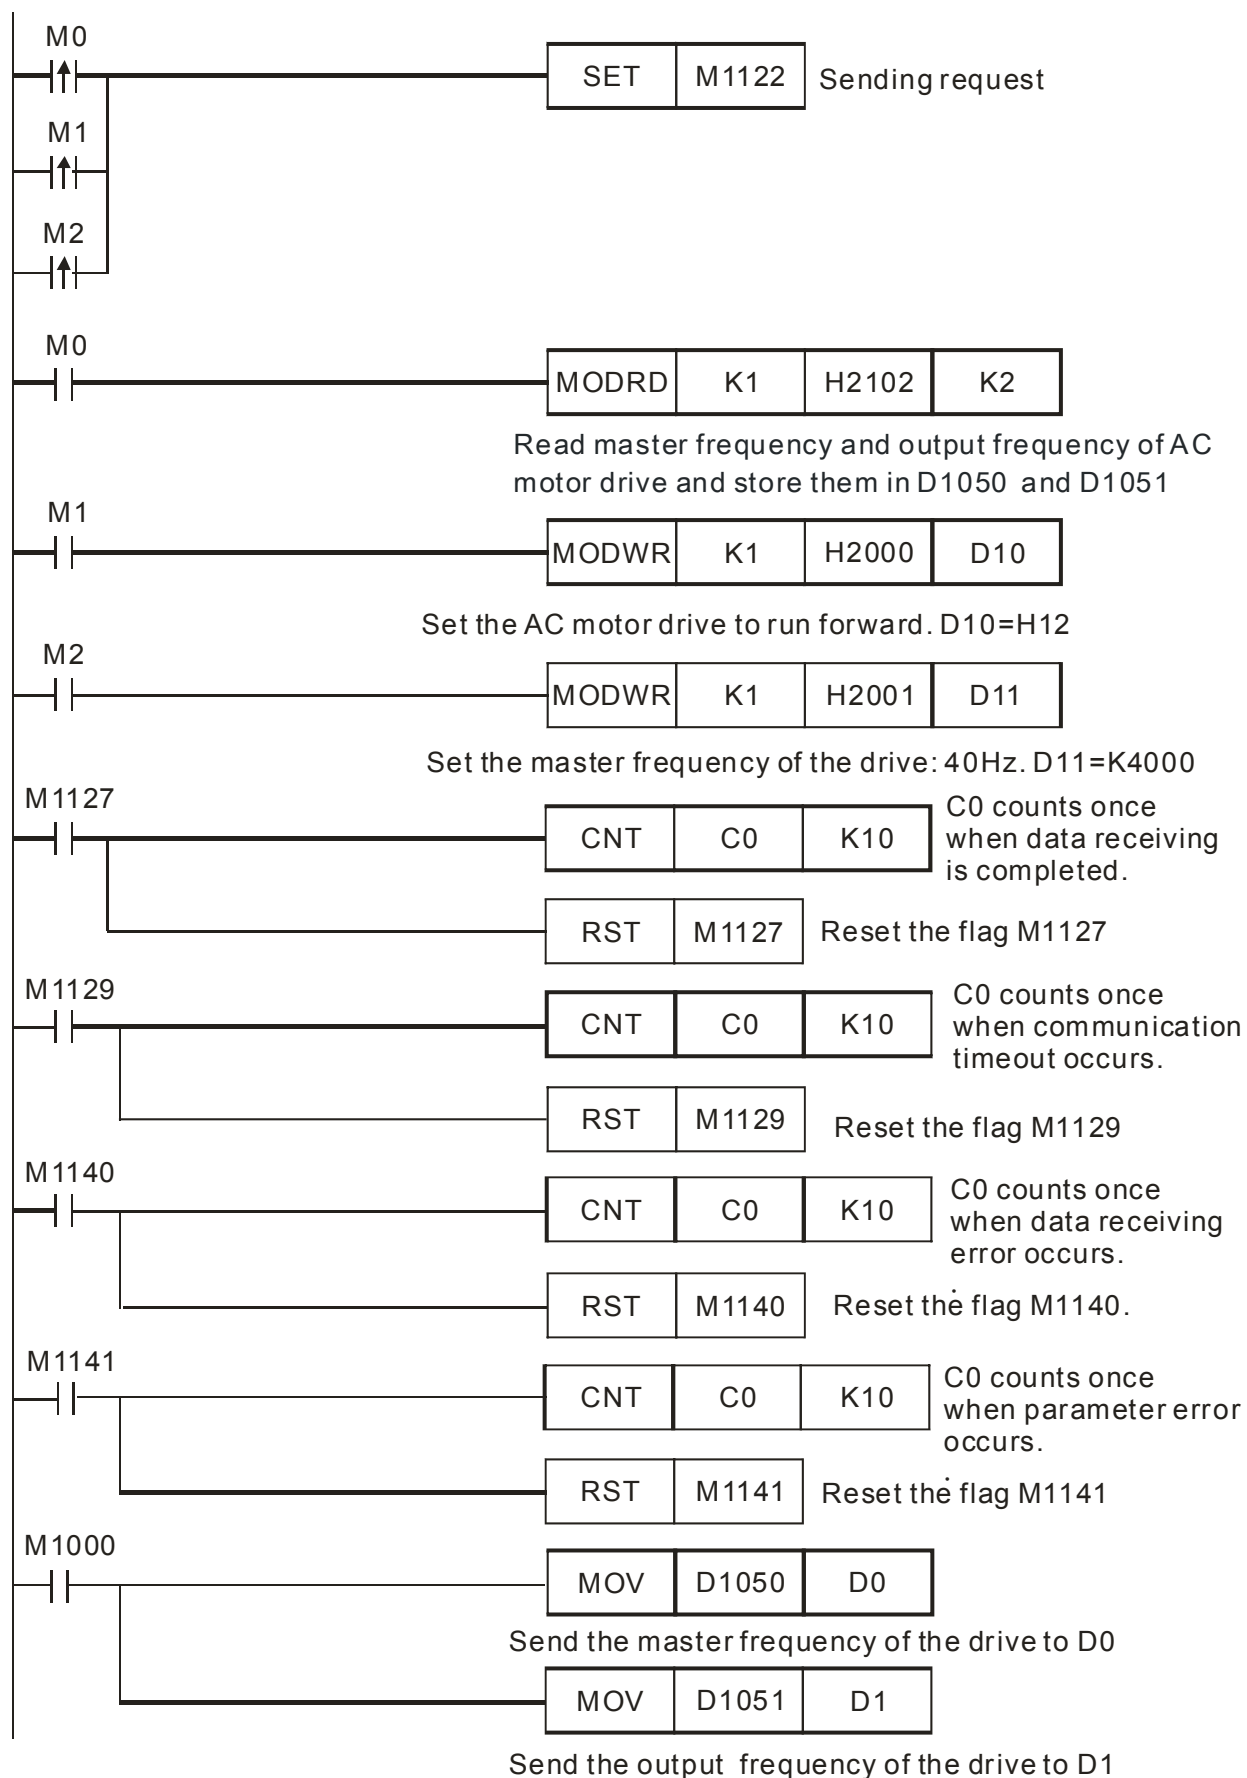 M0
SET M1122 Sending request
M1
M2
M0
MODRD K1 H2102 K2
Read master frequency and output frequency of AC
motor drive and store them in D1050 and D1051
M1
MODWR K1 H2000 D10
Set the AC motor drive to run forward. D10=H12
M2
MODWR K1 H2001 D11
Set the master frequency of the drive: 40Hz. D11=K4000
M1127
CNT C0 K10
C0 counts once
when data receiving
is completed.
RST M1127 Reset the flag M1127
M1129
CNT C0 K10
C0 counts once
when communication
timeout occurs.
RST M1129 Reset the flag M1129
M1140
CNT C0 K10
C0 counts once
when data receiving
error occurs.
RST M1140 Reset the flag M1140.
M1141
CNT C0 K10
C0 counts once
when parameter error
occurs.
RST M1141 Reset the flag M1141
M1000
MOV D1050 D0
Send the master frequency of the drive to D0
MOV D1051 D1
Send the output frequency of the drive to D1